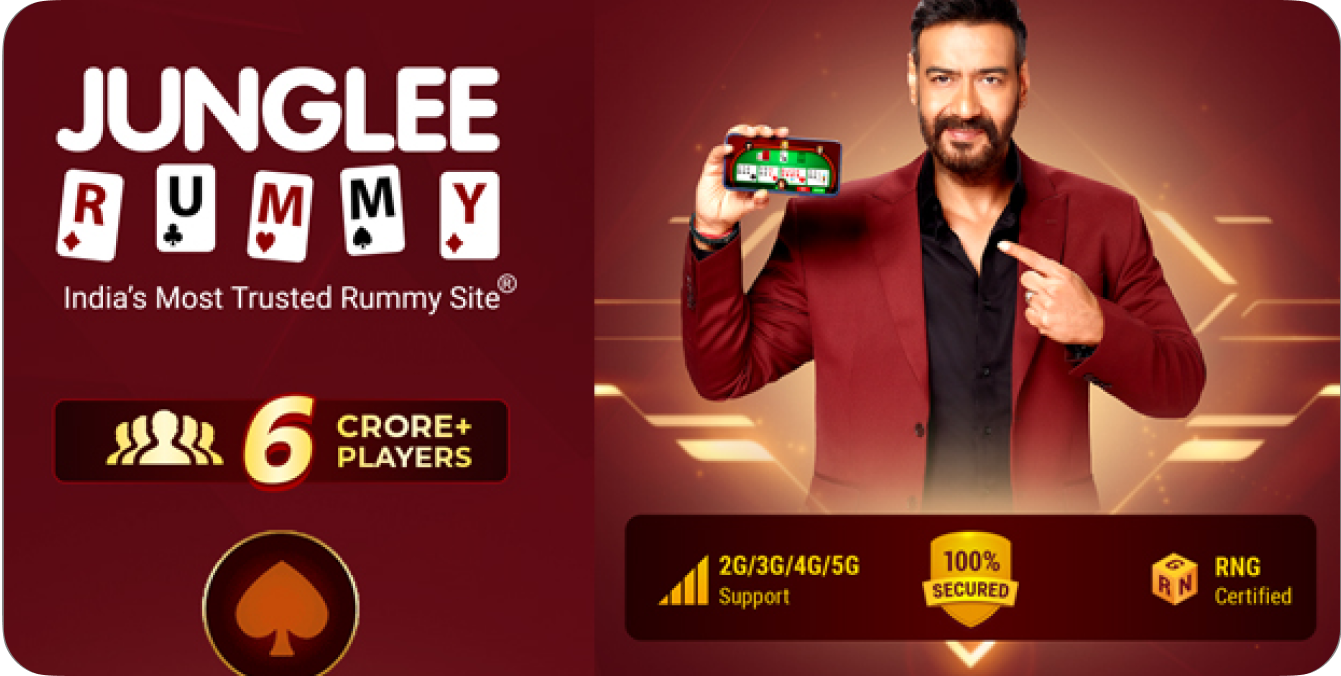 JUNGLEE
RUMMY
India's Most Trusted Rummy Site®
6 CRORE+
PLAYERS
2G/3G/4G/5G
Support
100%
SECURED
RNG
RNG
Certified